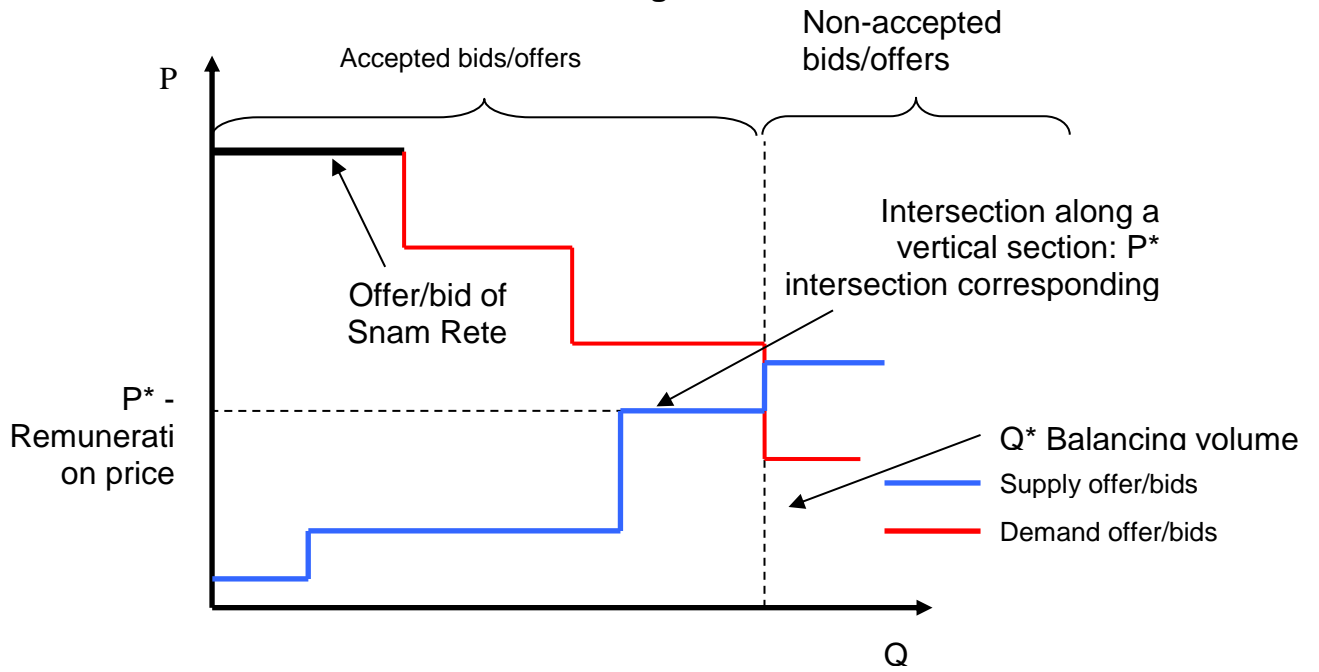 Non-accepted
bids/offers
Accepted bids/offers
P
Intersection along a
vertical section: P*
intersection corresponding
Offer/bid of
Snam Rete
P* -
Remunerati
on price
Q* Balancing volume
Supply offer/bids
Demand offer/bids
Q